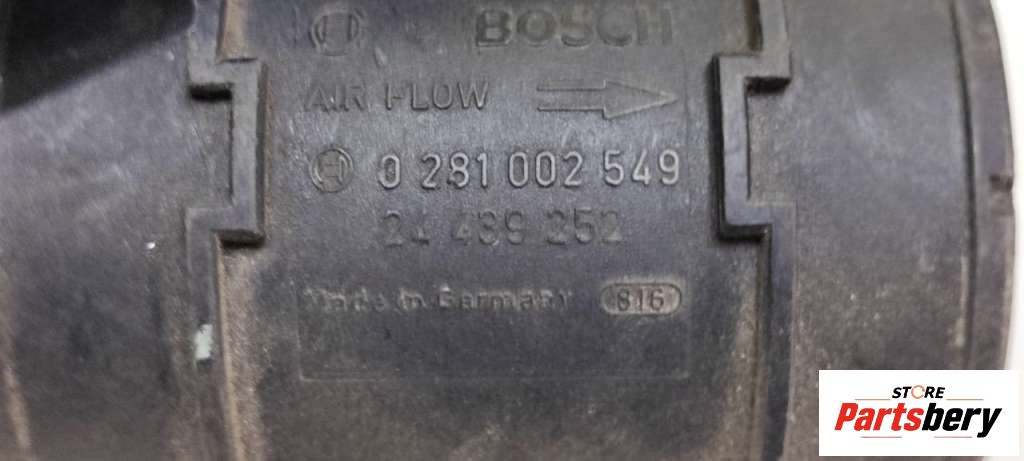 BOSCH
AIR FLOW
0 281 002 549
24 439 252
Made in Germany 816
STORE
Partsbery